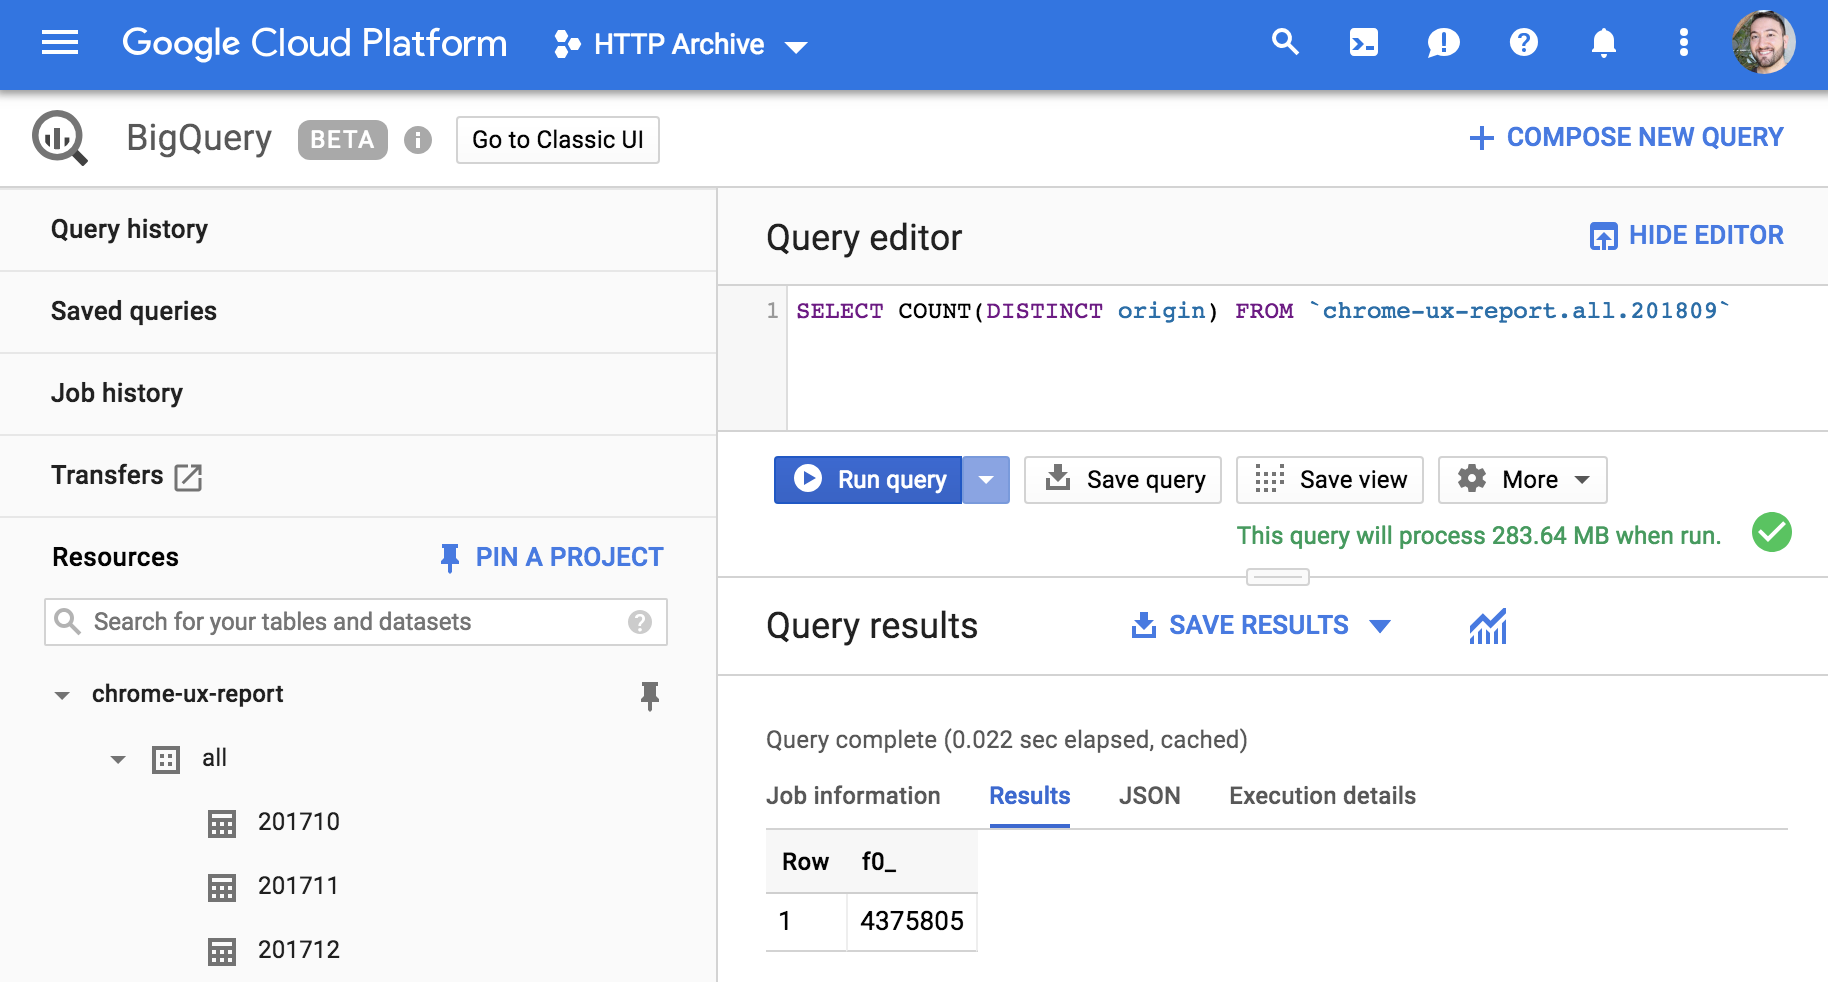 Google Cloud Platform HTTP Archive
BigQuery BETA Go to Classic UI COMPOSE NEW QUERY
Query history
Saved queries
Job history
Transfers
Resources PIN A PROJECT
Search for your tables and datasets
chrome-ux-report
all
201710
201711
201712
Query editor HIDE EDITOR
1 SELECT COUNT(DISTINCT origin) FROM `chrome-ux-report.all.201809`
Run query Save query Save view More
This query will process 283.64 MB when run.
Query results SAVE RESULTS
Query complete (0.022 sec elapsed, cached)
Job information Results JSON Execution details
Row f0_
1 4375805